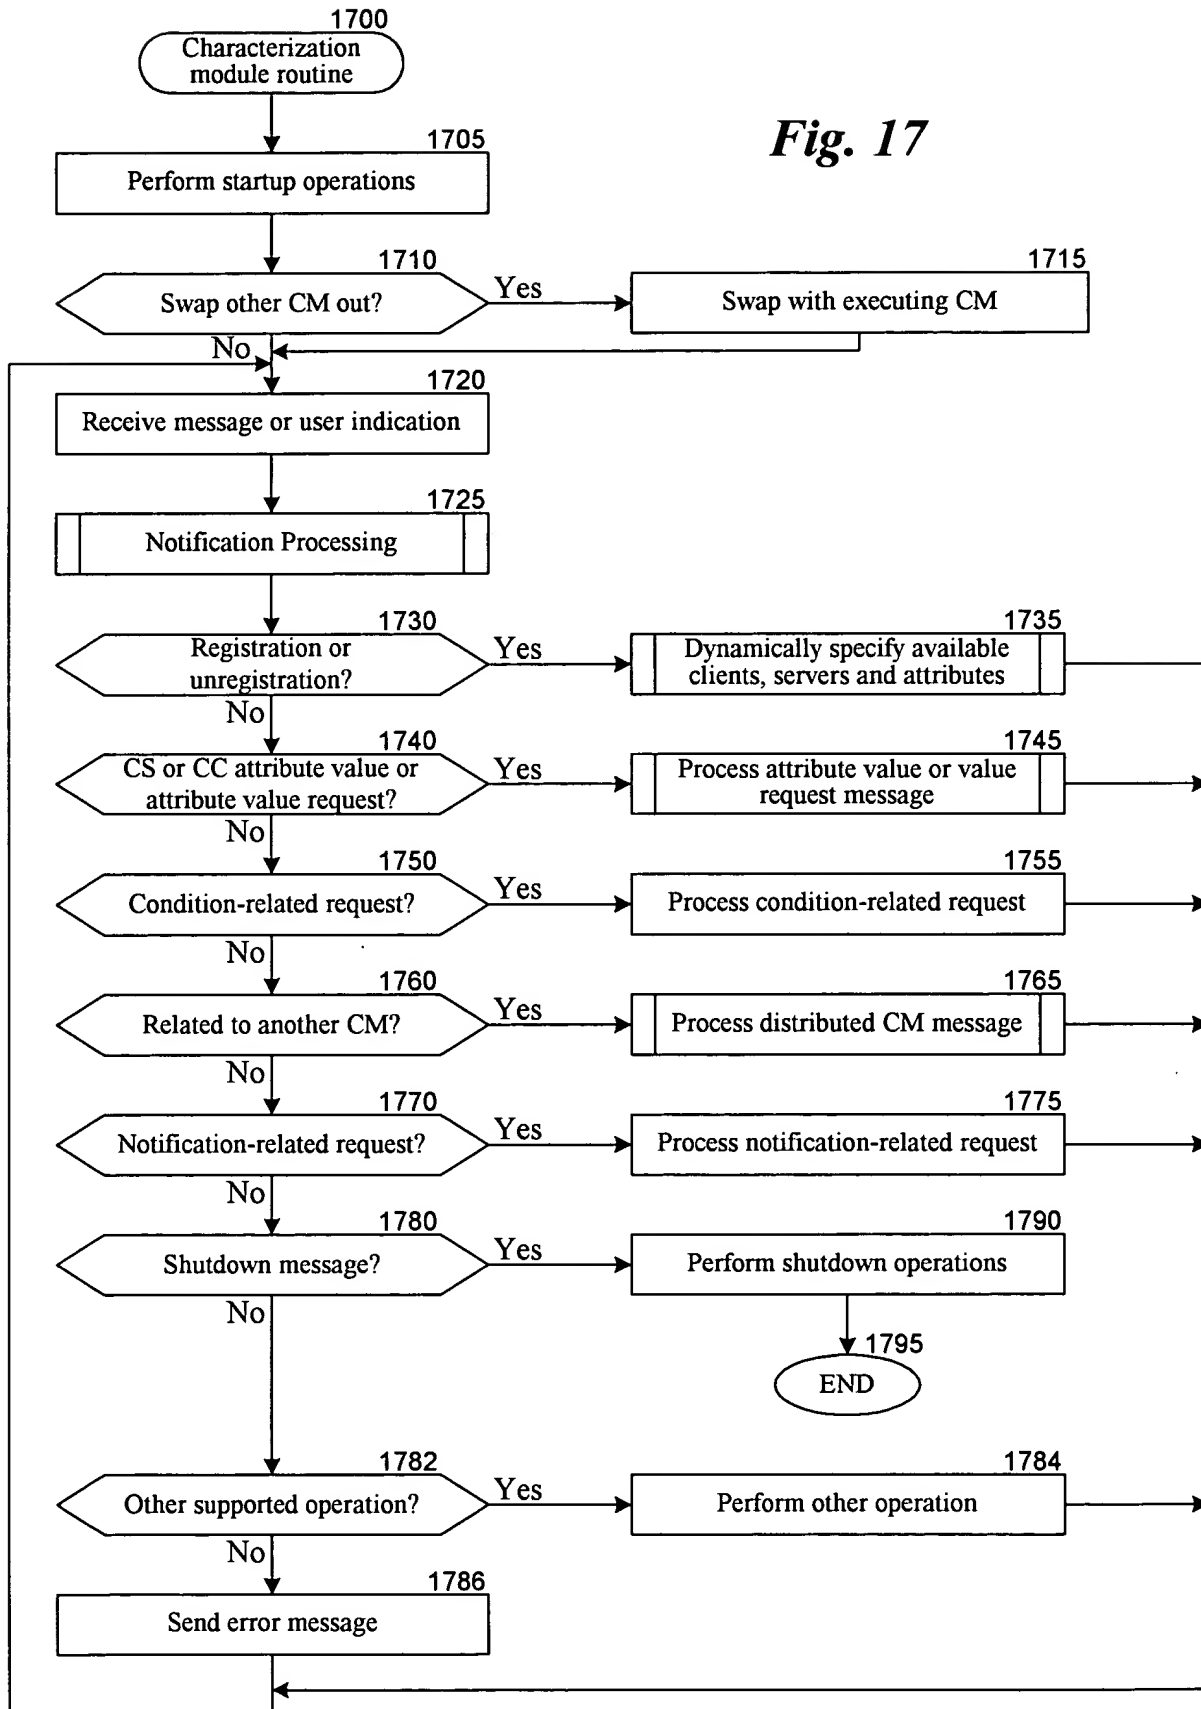 1700
Characterization
module routine
Fig. 17
1705
Perform startup operations
1710
Swap other CM out?
Yes
1715
Swap with executing CM
No
1720
Receive message or user indication
1725
Notification Processing
1730
Registration or
unregistration?
Yes
1735
Dynamically specify available
clients, servers and attributes
No
1740
CS or CC attribute value or
attribute value request?
Yes
1745
Process attribute value or value
request message
No
1750
Condition-related request?
Yes
1755
Process condition-related request
No
1760
Related to another CM?
Yes
1765
Process distributed CM message
No
1770
Notification-related request?
Yes
1775
Process notification-related request
No
1780
Shutdown message?
Yes
1790
Perform shutdown operations
No
1795
END
1782
Other supported operation?
Yes
1784
Perform other operation
No
1786
Send error message